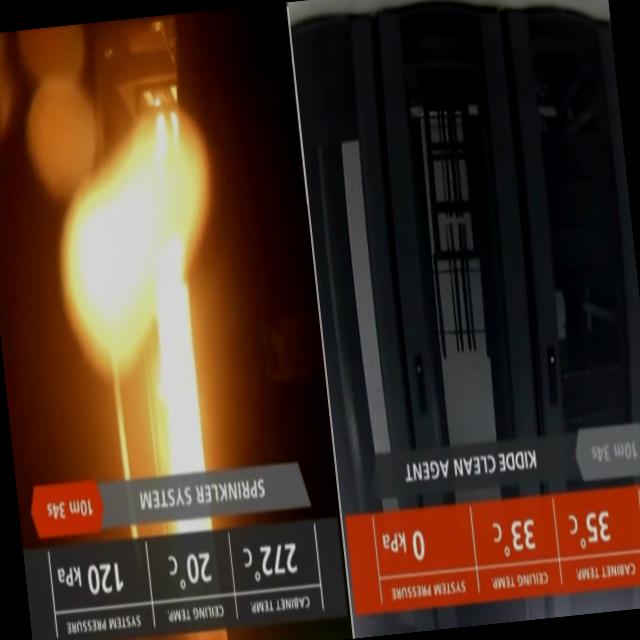 CABINET TEMP.
CEILING TEMP.
SYSTEM PRESSURE
35°C
33°C
0 kPa
KIDDE CLEAN AGENT
10m 34s
CABINET TEMP.
CEILING TEMP.
SYSTEM PRESSURE
272°C
20°C
120 kPa
SPRINKLER SYSTEM
10m 34s